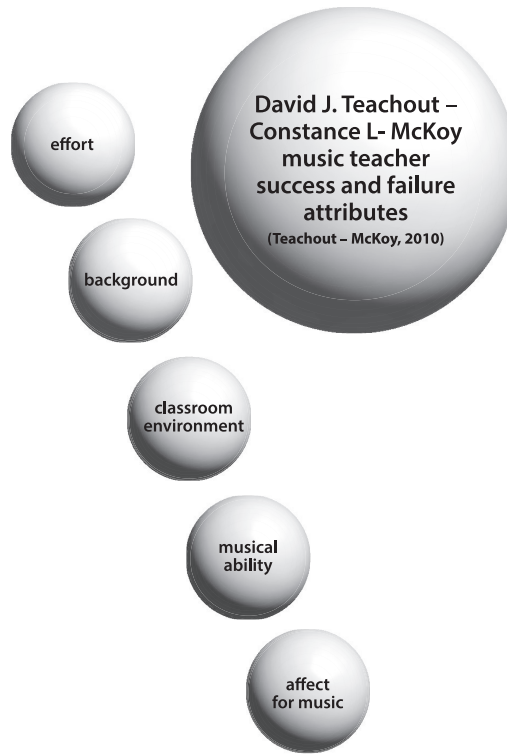 David J. Teachout –
Constance L- McKoy
music teacher
success and failure
attributes
(Teachout – McKoy, 2010)
effort
background
classroom
environment
musical
ability
affect
for music